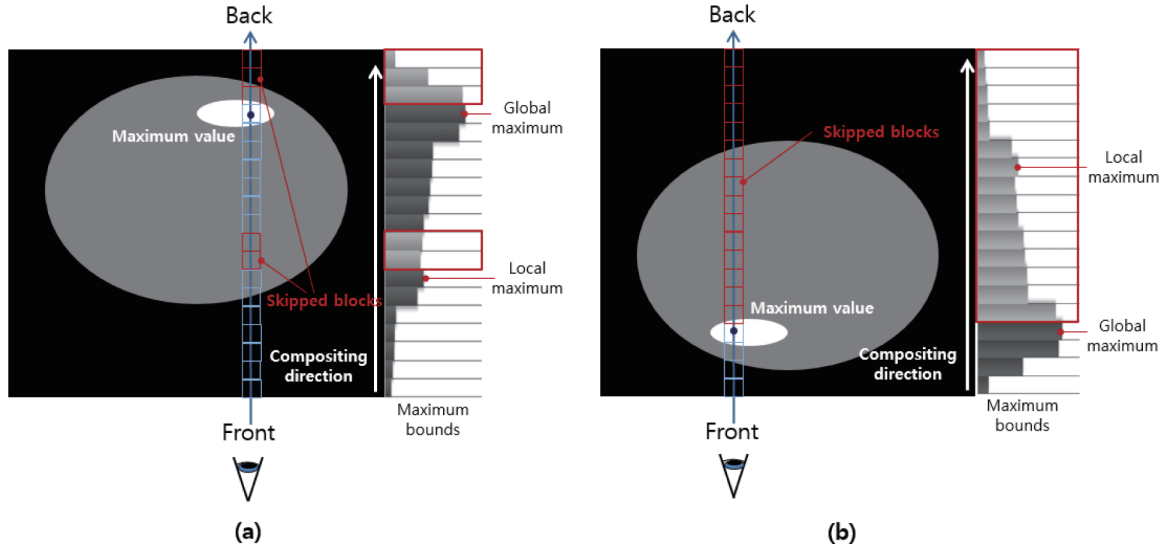 Back
Global
maximum
Maximum value
Local
maximum
Skipped blocks
Compositing
direction
Maximum
bounds
Front
(a)
Back
Skipped blocks
Local
maximum
Maximum value
Global
maximum
Compositing
direction
Maximum
bounds
Front
(b)